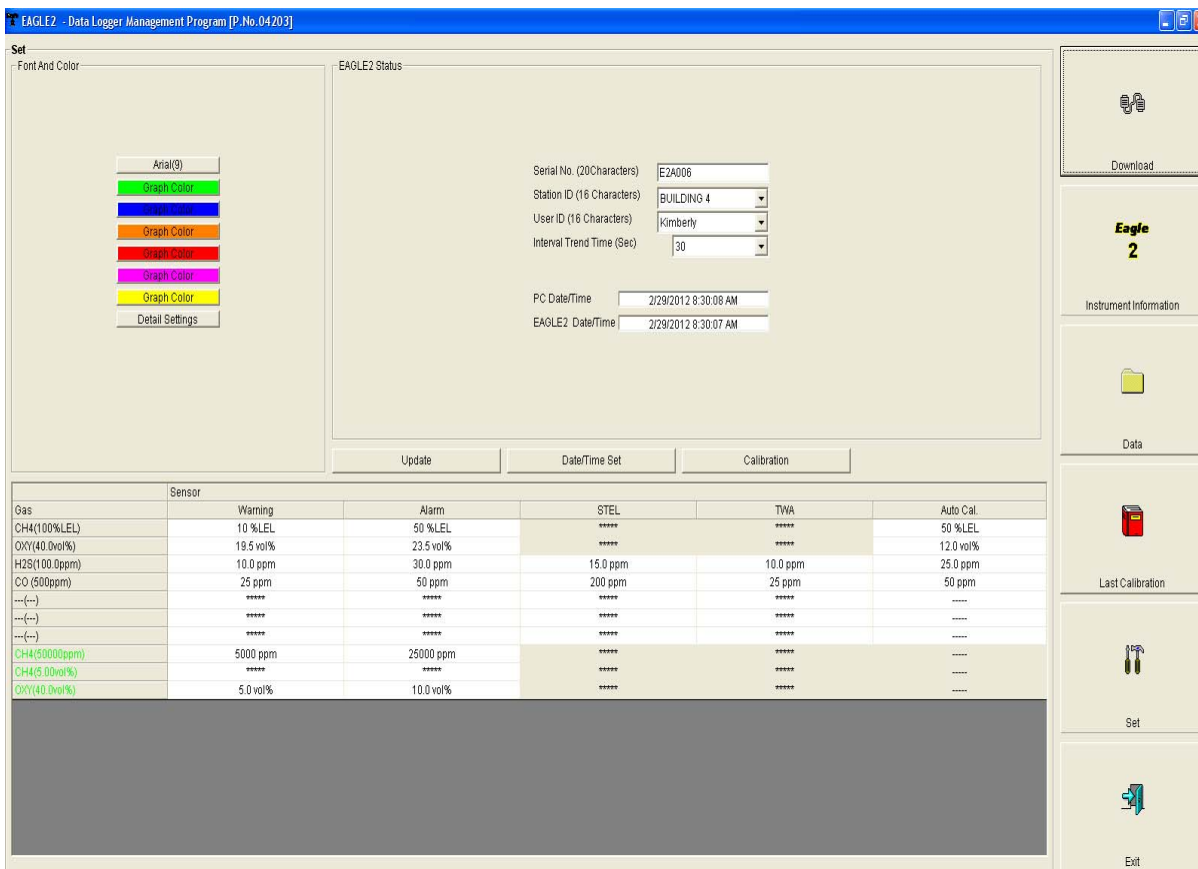 EAGLE2 - Data Logger Management Program [P.No.04203]
Set
Font And Color
Arial(9)
Graph Color
Graph Color
Graph Color
Graph Color
Graph Color
Graph Color
Detail Settings
EAGLE2 Status
Serial No. (20Characters) E2A006
Station ID (16 Characters) BUILDING 4
User ID (16 Characters) Kimberly
Interval Trend Time (Sec) 30
PC Date/Time 2/29/2012 8:30:08 AM
EAGLE2 Date/Time 2/29/2012 8:30:07 AM
Update Date/Time Set Calibration
Sensor
Gas Warning Alarm STEL TWA Auto Cal.
CH4(100%LEL) 10 %LEL 50 %LEL ***** ***** 50 %LEL
OXY(40.0vol%) 19.5 vol% 23.5 vol% ***** ***** 12.0 vol%
H2S(100.0ppm) 10.0 ppm 30.0 ppm 15.0 ppm 10.0 ppm 25.0 ppm
CO (500ppm) 25 ppm 50 ppm 200 ppm 25 ppm 50 ppm
---(---) ***** ***** ***** ***** -----
---(---) ***** ***** ***** ***** -----
---(---) ***** ***** ***** ***** -----
CH4(50000ppm) 5000 ppm 25000 ppm ***** ***** -----
CH4(5.00vol%) ***** ***** ***** ***** -----
OXY(40.0vol%) 5.0 vol% 10.0 vol% ***** ***** -----
Download
Eagle
2
Instrument Information
Data
Last Calibration
Set
Exit